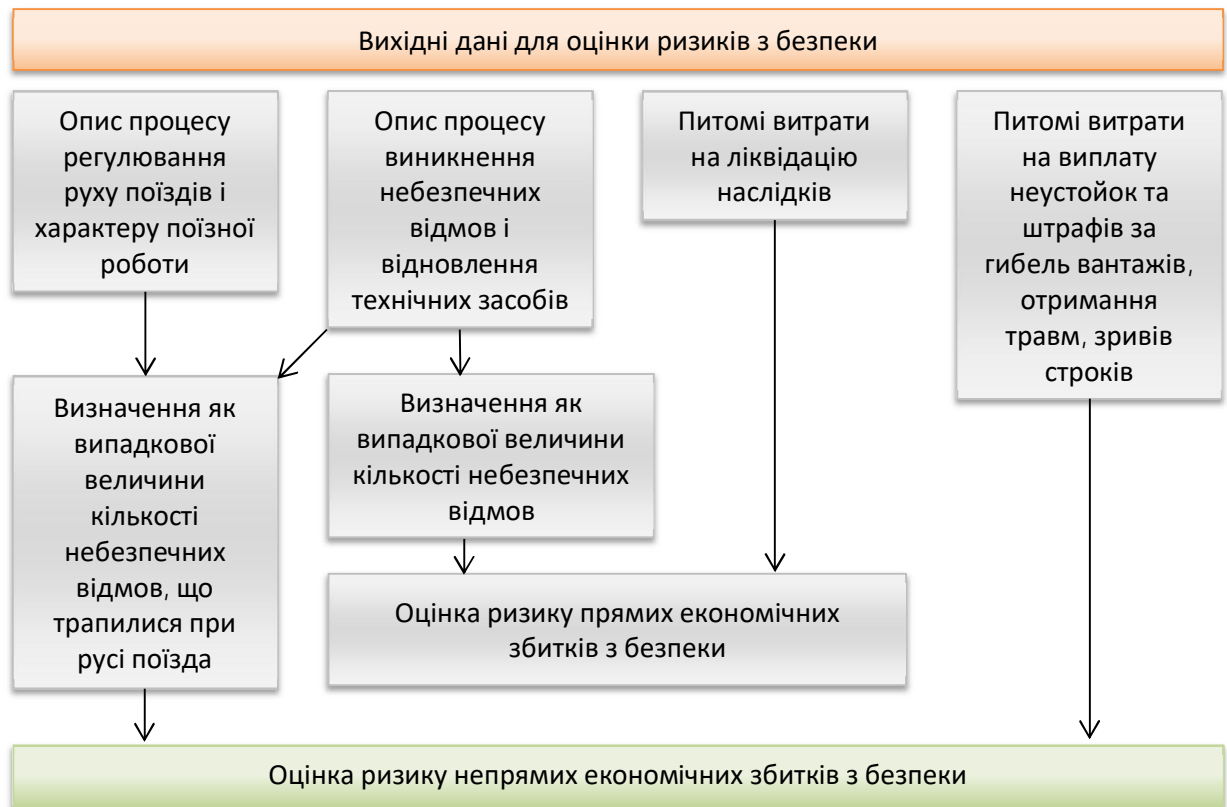 Вихідні дані для оцінки ризиків з безпеки
Опис процесу
регулювання
руху поїздів і
характеру поїзної
роботи
Опис процесу
виникнення
небезпечних
відмов і
відновлення
технічних засобів
Питомі витрати
на ліквідацію
наслідків
Питомі витрати
на виплату
неустойок та
штрафів за
гибель вантажів,
отримання
травм, зривів
строків
Визначення як
випадкової
величини
кількості
небезпечних
відмов, що
трапилися при
русі поїзда
Визначення як
випадкової величини
кількості небезпечних
відмов
Оцінка ризику прямих економічних
збитків з безпеки
Оцінка ризику непрямих економічних збитків з безпеки